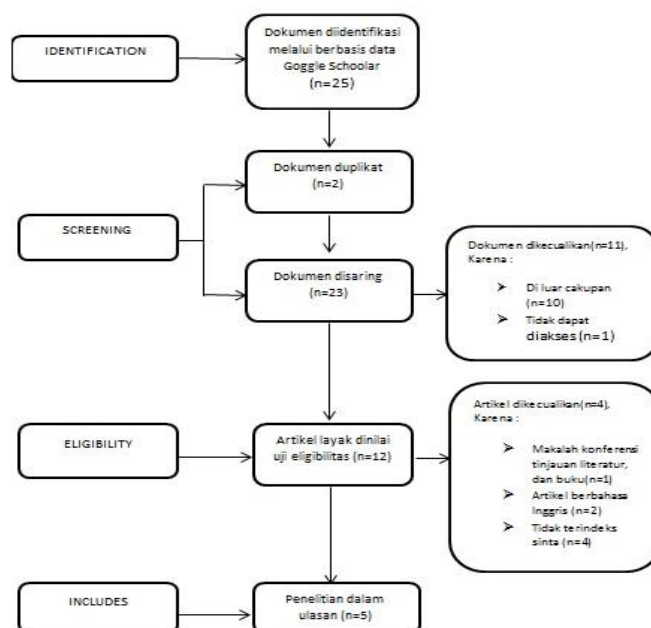 IDENTIFICATION
Dokumen diidentifikasi
melalui berbasis data
Goggle Schoolar
(n=25)
Dokumen duplikat
(n=2)
SCREENING
Dokumen disaring
(n=23)
Dokumen dikecualikan(n=11),
Karena :
➤ Di luar cakupan
(n=10)
➤ Tidak dapat
diakses (n=1)
ELIGIBILITY
Artikel layak dinilai
uji eligibilitas (n=12)
Artikel dikecualikan(n=4),
Karena :
➤ Makalah konferensi
tinjauan literatur,
dan buku(n=1)
➤ Artikel berbahasa
Inggris (n=2)
➤ Tidak terindeks
sinta (n=4)
INCLUDES
Penelitian dalam
ulasan (n=5)